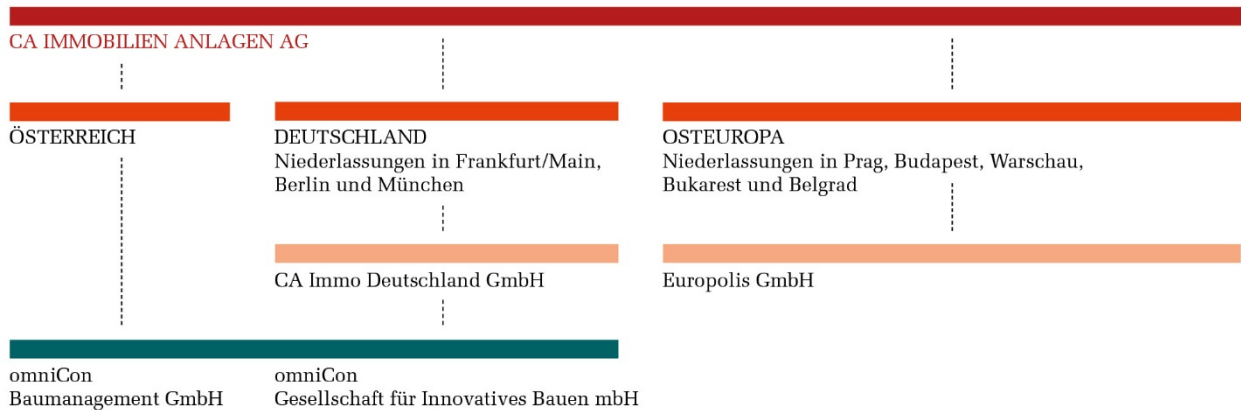 CA IMMOBILIEN ANLAGEN AG
ÖSTERREICH
DEUTSCHLAND
Niederlassungen in Frankfurt/Main,
Berlin und München
OSTEUROPA
Niederlassungen in Prag, Budapest, Warschau,
Bukarest und Belgrad
CA Immo Deutschland GmbH
Europolis GmbH
omniCon
Baumanagement GmbH
omniCon
Gesellschaft für Innovatives Bauen mbH